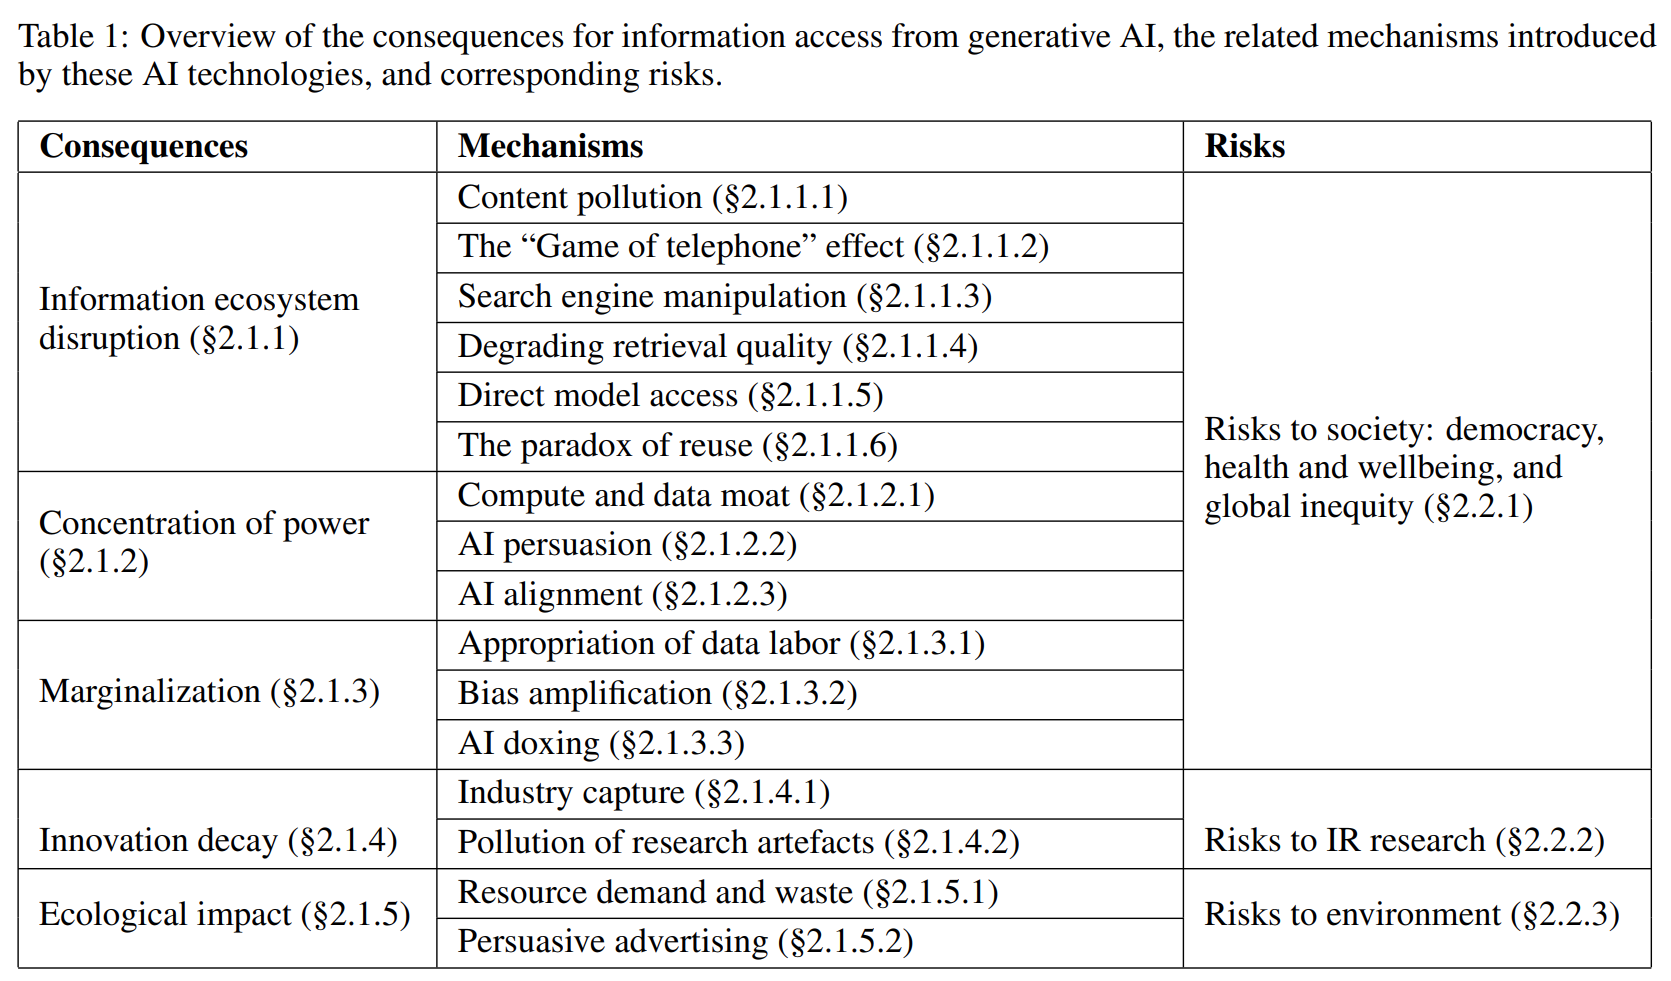 Table 1: Overview of the consequences for information access from generative AI, the related mechanisms introduced
by these AI technologies, and corresponding risks.
Consequences Mechanisms Risks
Information ecosystem
disruption (§2.1.1)
Content pollution (§2.1.1.1)
The “Game of telephone” effect (§2.1.1.2)
Search engine manipulation (§2.1.1.3)
Degrading retrieval quality (§2.1.1.4)
Direct model access (§2.1.1.5)
The paradox of reuse (§2.1.1.6)
Concentration of power
(§2.1.2)
Compute and data moat (§2.1.2.1)
AI persuasion (§2.1.2.2)
AI alignment (§2.1.2.3)
Marginalization (§2.1.3)
Appropriation of data labor (§2.1.3.1)
Bias amplification (§2.1.3.2)
AI doxing (§2.1.3.3)
Risks to society: democracy,
health and wellbeing, and
global inequity (§2.2.1)
Innovation decay (§2.1.4)
Industry capture (§2.1.4.1)
Pollution of research artefacts (§2.1.4.2)
Risks to IR research (§2.2.2)
Ecological impact (§2.1.5)
Resource demand and waste (§2.1.5.1)
Persuasive advertising (§2.1.5.2)
Risks to environment (§2.2.3)